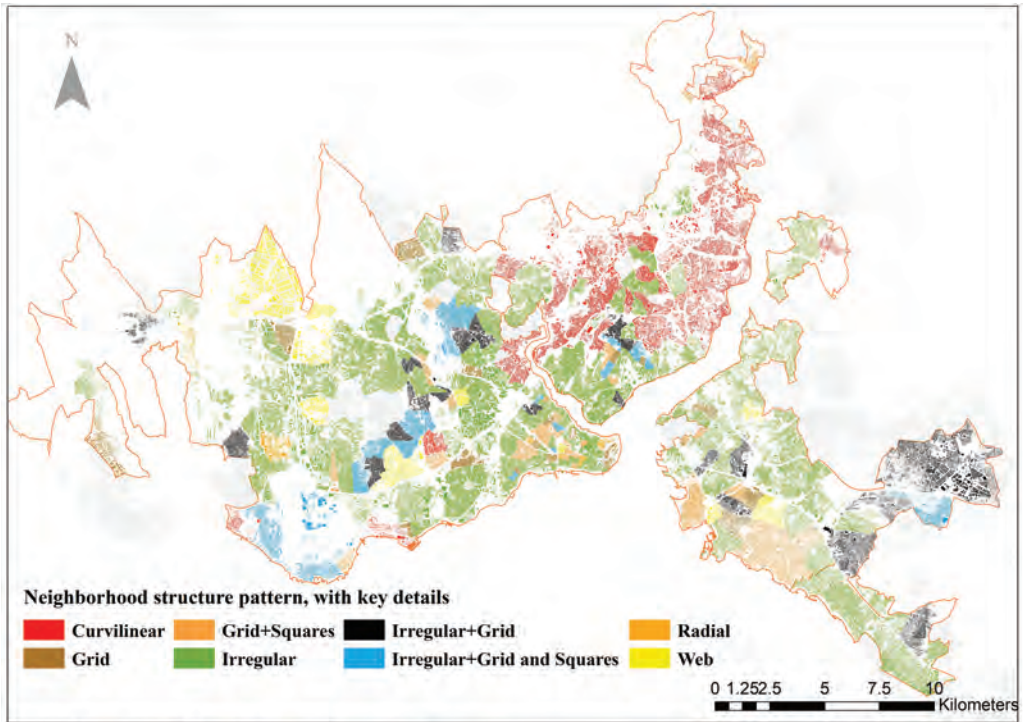 N
Neighborhood structure pattern, with key details
Curvilinear Grid+Squares Irregular+Grid Radial
Grid Irregular Irregular+Grid and Squares Web
0 1.252.5 5 7.5 10
Kilometers